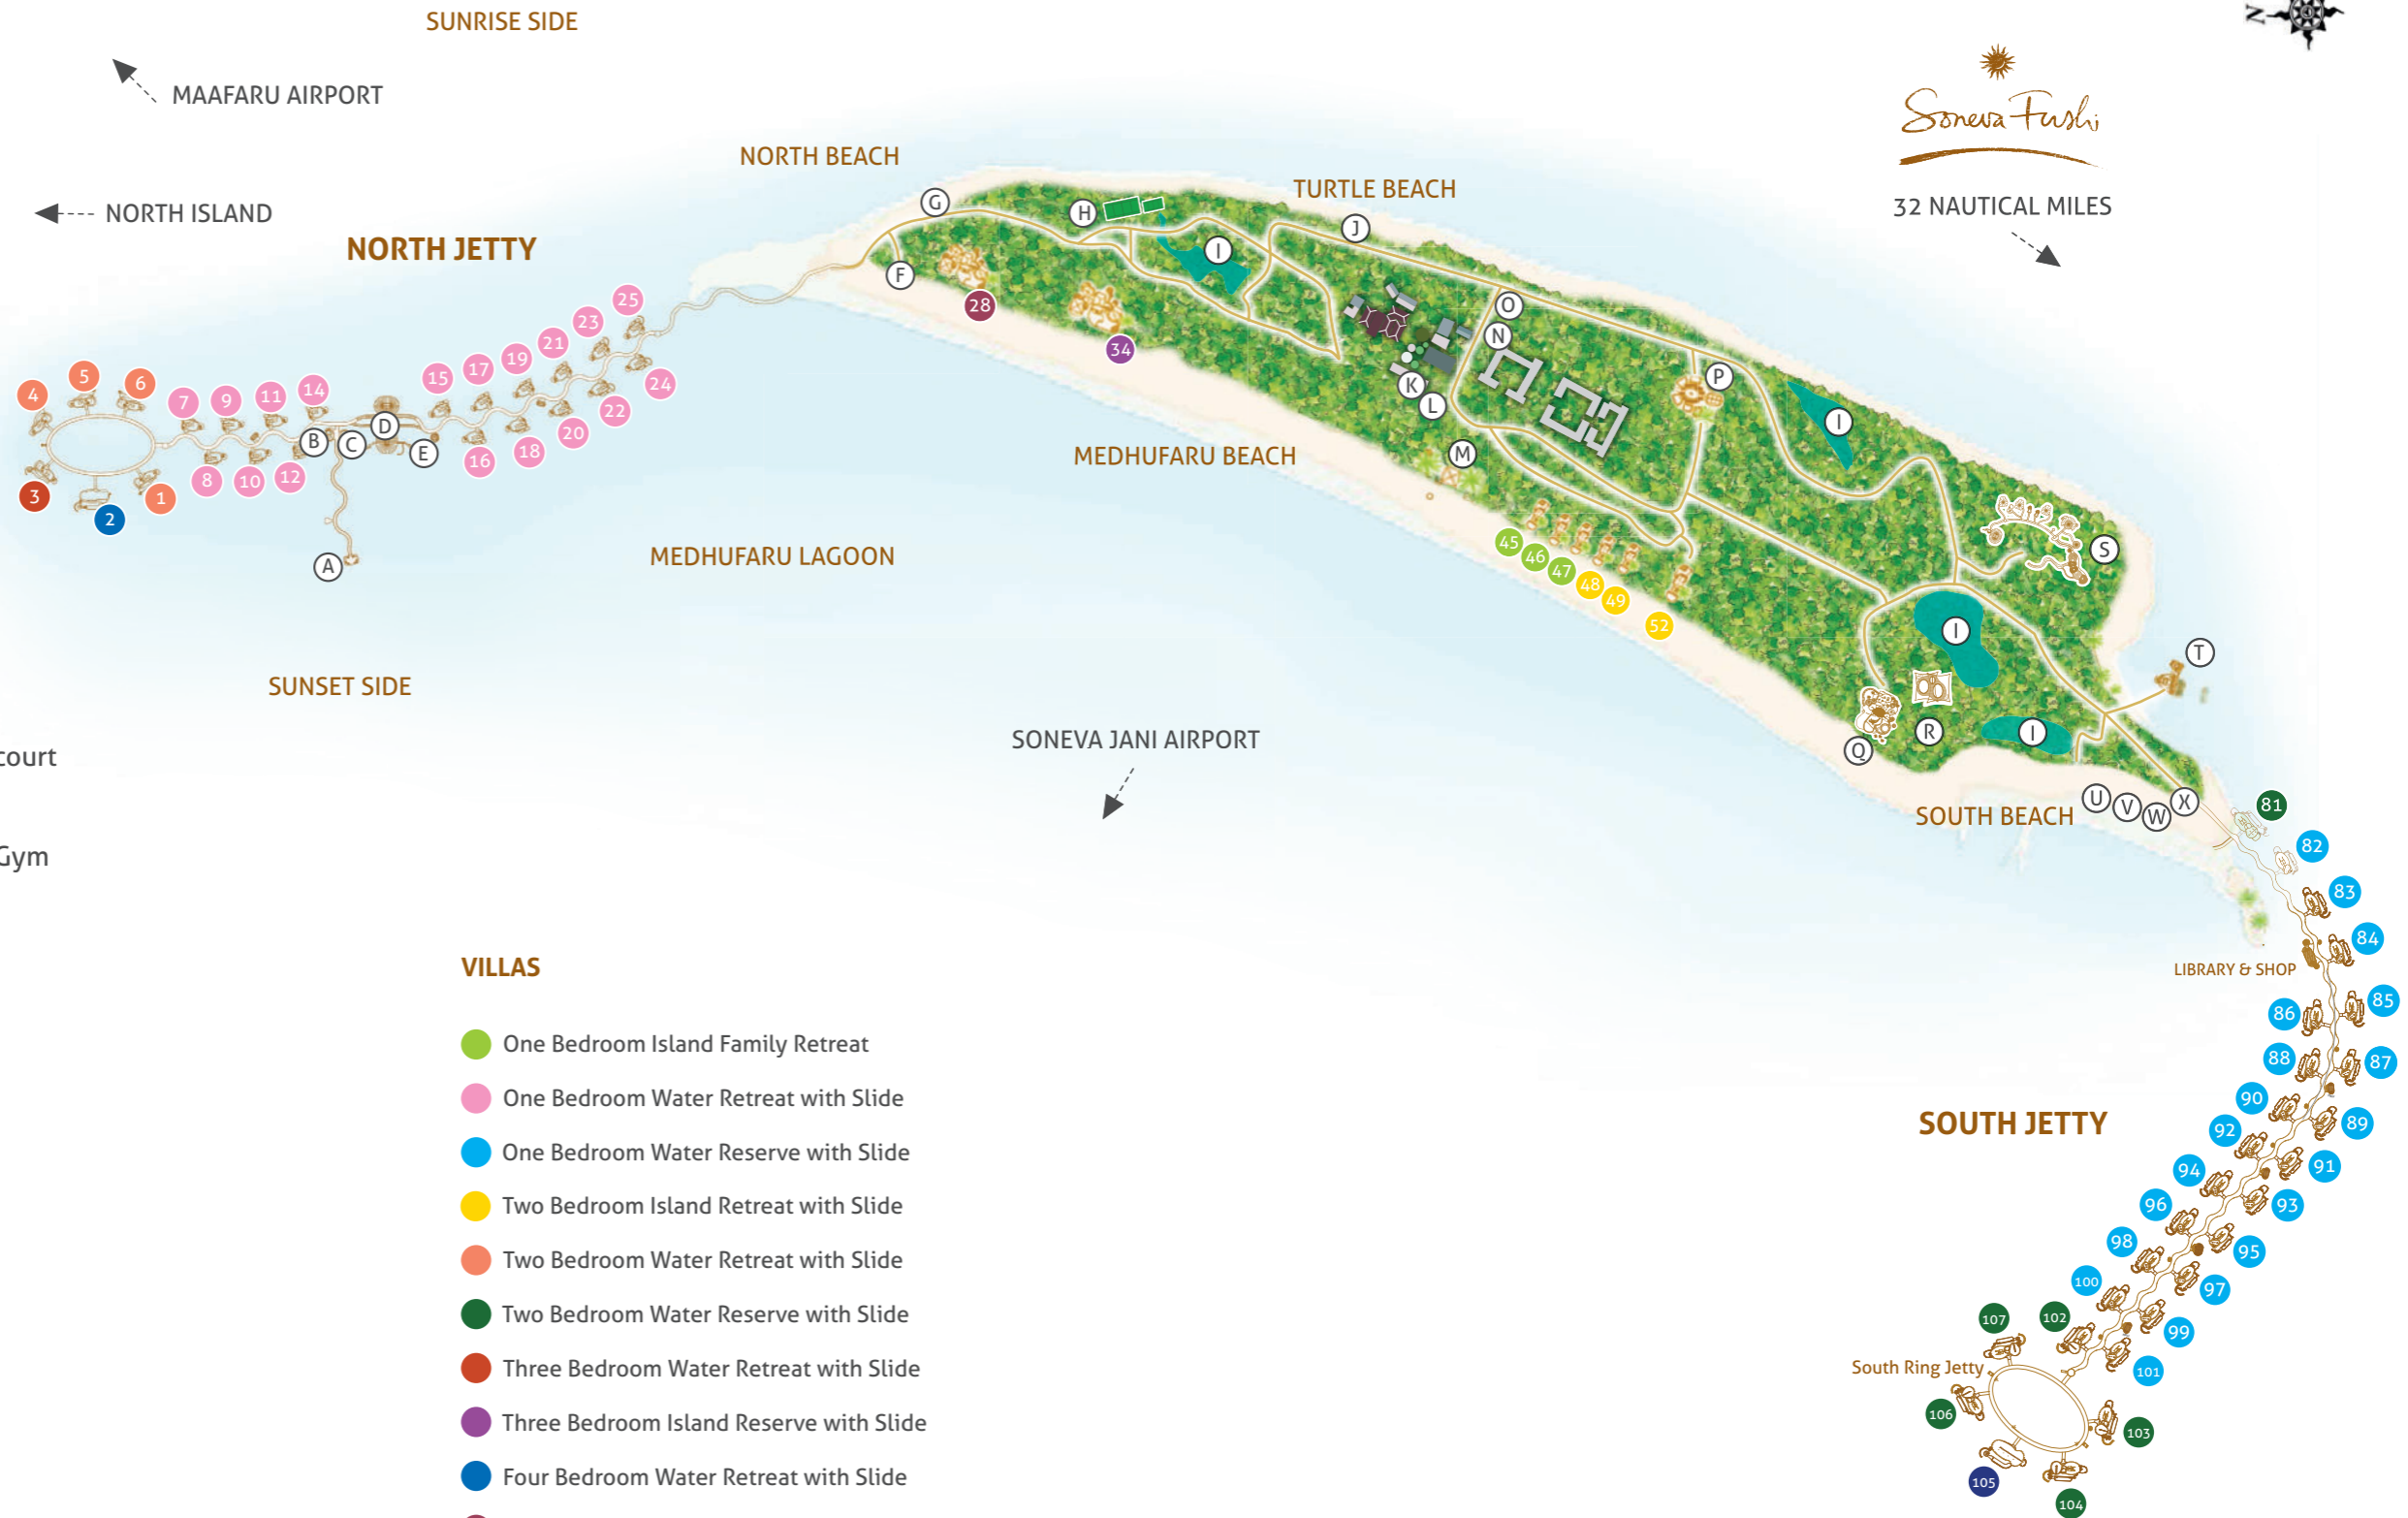 SUNRISE SIDE
N
MAAFARU AIRPORT
Soneva Fushi
NORTH BEACH
TURTLE BEACH
32 NAUTICAL MILES
NORTH ISLAND
NORTH JETTY
G
H
J
I
F
28
34
O
N
K
L
M
P
I
25
23
21
19
17
15
24
22
20
18
16
4
5
6
7
9
11
14
B
C
D
E
3
2
1
8
10
12
A
MEDHUFARU BEACH
MEDHUFARU LAGOON
45
46
47
48
49
52
S
I
T
SUNSET SIDE
SONEVA JANI AIRPORT
Q
R
I
court
Gym
SOUTH BEACH
U
V
W
X
81
82
83
84
LIBRARY & SHOP
85
86
87
88
89
90
91
92
93
94
95
96
97
98
99
100
101
102
107
South Ring Jetty
106
103
105
104
SOUTH JETTY
VILLAS
One Bedroom Island Family Retreat
One Bedroom Water Retreat with Slide
One Bedroom Water Reserve with Slide
Two Bedroom Island Retreat with Slide
Two Bedroom Water Retreat with Slide
Two Bedroom Water Reserve with Slide
Three Bedroom Water Retreat with Slide
Three Bedroom Island Reserve with Slide
Four Bedroom Water Retreat with Slide